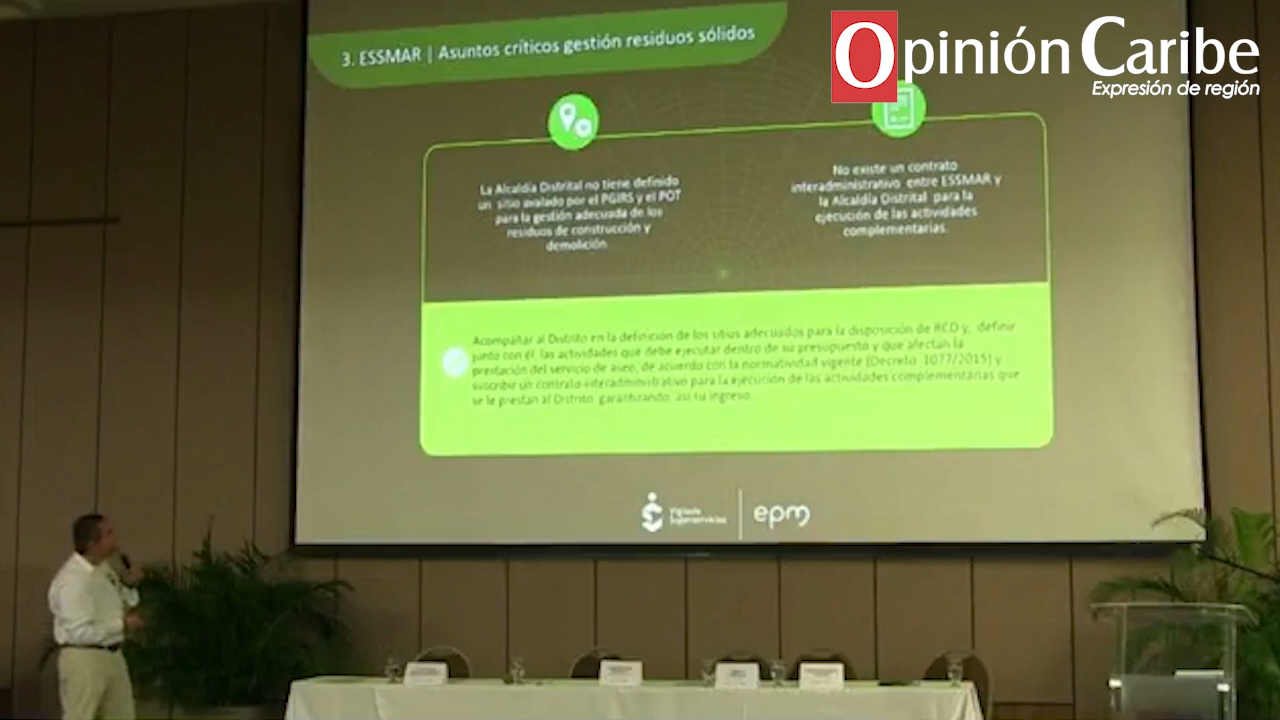 3. ESSMAR | Asuntos críticos gestión residuos sólidos
Opinión Caribe
Expresión de región
La Alcaldía Distrital no tiene definido
un sitio avalado por el PGIRS y el POT
para la gestión adecuada de los
residuos de construcción y
demolición.
No existe un contrato
interadministrativo entre ESSMAR y
la Alcaldía Distrital para la
ejecución de las actividades
complementarias.
Acompañar al Distrito en la definición de los sitios adecuados para la disposición de RCD y, definir
junto con él, las actividades que debe ejecutar dentro de su presupuesto y que afectan la
prestación del servicio de aseo, de acuerdo con la normatividad vigente (Decreto 1077/2015) y
suscribir un contrato interadministrativo para la ejecución de las actividades complementarias que
se le prestan al Distrito, garantizando, así su ingreso.
Vigilado
Superservicios
epm